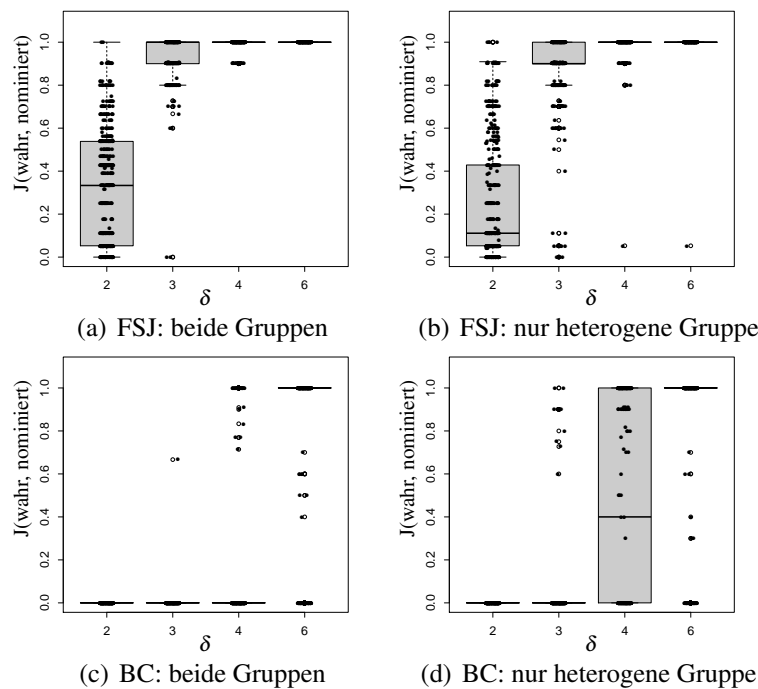 J(wahr, nominiert)
1.0
0.8
0.6
0.4
0.2
0.0
2 3 4 6
δ
(a) FSJ: beide Gruppen
J(wahr, nominiert)
1.0
0.8
0.6
0.4
0.2
0.0
2 3 4 6
δ
(b) FSJ: nur heterogene Gruppe
J(wahr, nominiert)
1.0
0.8
0.6
0.4
0.2
0.0
2 3 4 6
δ
(c) BC: beide Gruppen
J(wahr, nominiert)
1.0
0.8
0.6
0.4
0.2
0.0
2 3 4 6
δ
(d) BC: nur heterogene Gruppe